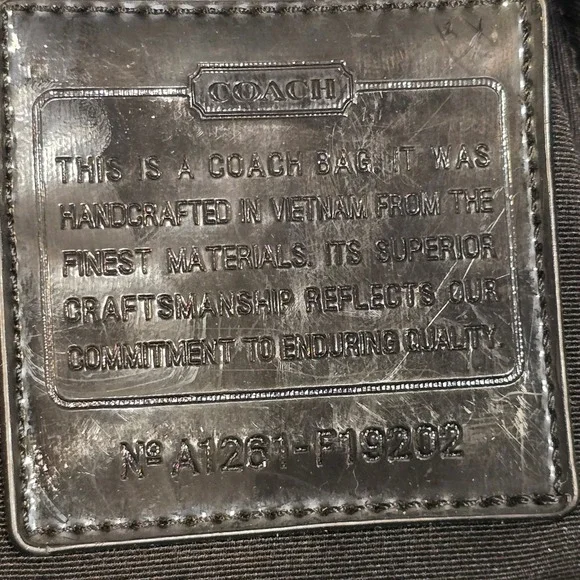 COACH
THIS IS A COACH BAG. IT WAS
HANDCRAFTED IN VIETNAM FROM THE
FINEST MATERIALS. ITS SUPERIOR
CRAFTSMANSHIP REFLECTS OUR
COMMITMENT TO ENDURING QUALITY.
Nº A1261-F19202